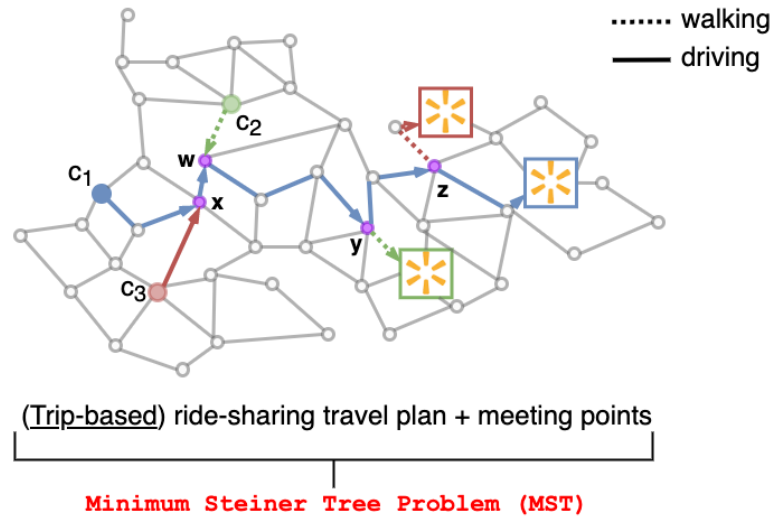 walking
driving
c2
w
c1
x
z
y
c3
(Trip-based) ride-sharing travel plan + meeting points
Minimum Steiner Tree Problem (MST)